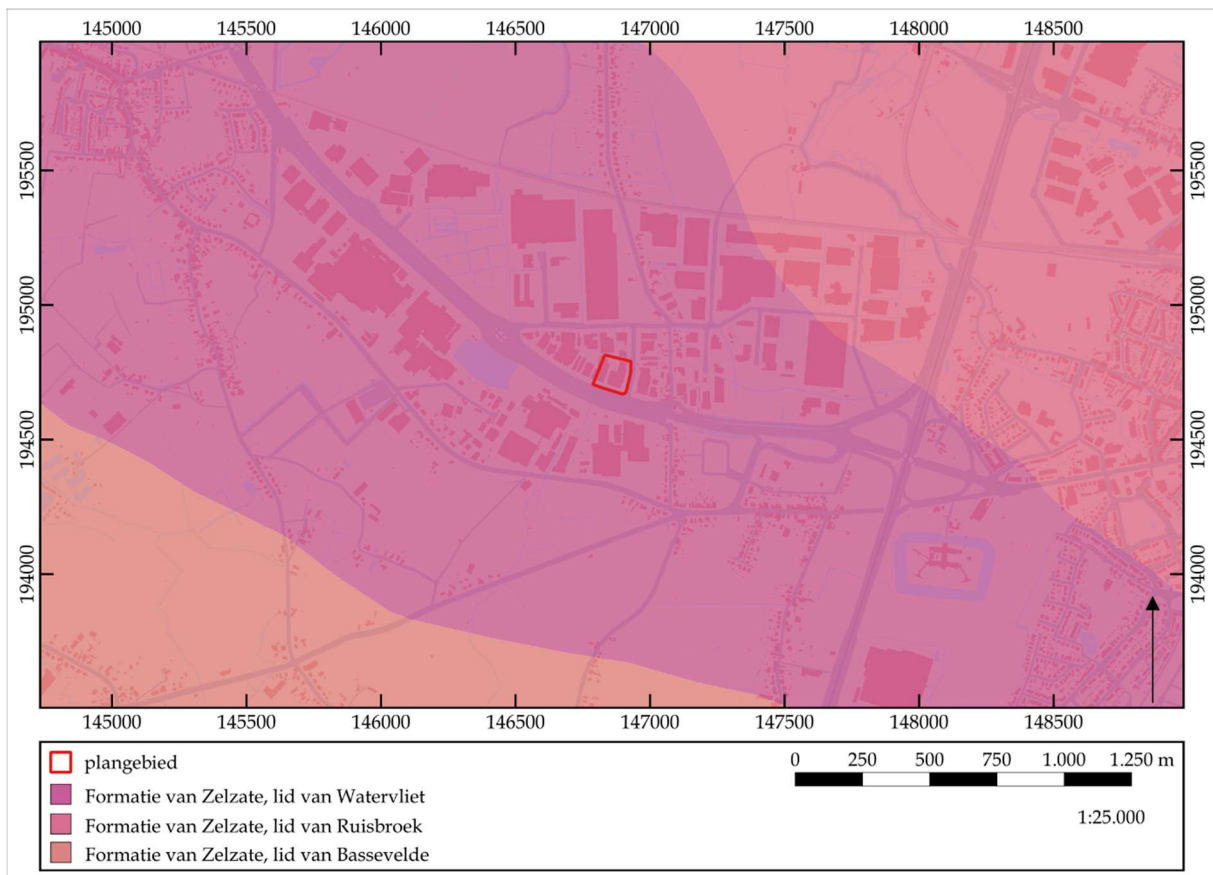 145000 145500 146000 146500 147000 147500 148000 148500
195500 195500
195000 195000
194500 194500
194000 194000
145000 145500 146000 146500 147000 147500 148000 148500
plangebied
Formatie van Zelzate, lid van Watervliet
Formatie van Zelzate, lid van Ruisbroek
Formatie van Zelzate, lid van Bassevelde
0 250 500 750 1.000 1.250 m
1:25.000